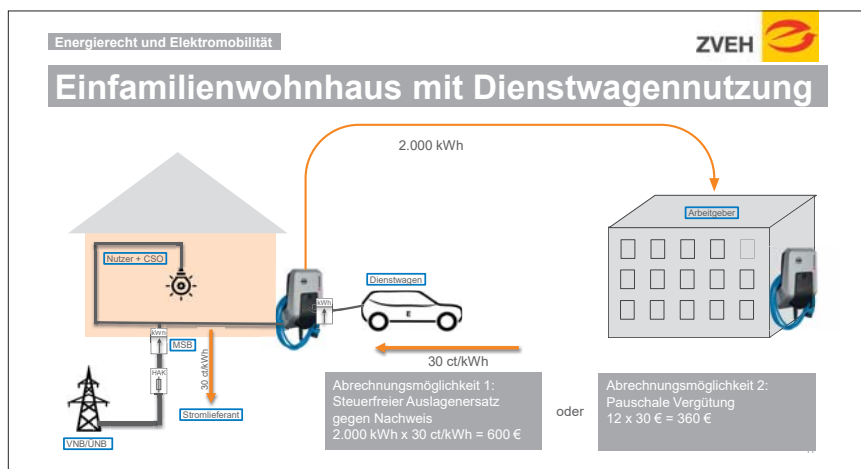 Energierecht und Elektromobilität
ZVEH
Einfamilienwohnhaus mit Dienstwagennutzung
2.000 kWh
Arbeitgeber
Nutzer + CSO
Dienstwagen
kWh
E
kWh
MSB
30 ct/kWh
HAK
30 ct/kWh
Stromlieferant
VNB/ÜNB
Abrechnungsmöglichkeit 1:
Steuerfreier Auslagenersatz
gegen Nachweis
2.000 kWh x 30 ct/kWh = 600 €
oder
Abrechnungsmöglichkeit 2:
Pauschale Vergütung
12 x 30 € = 360 €